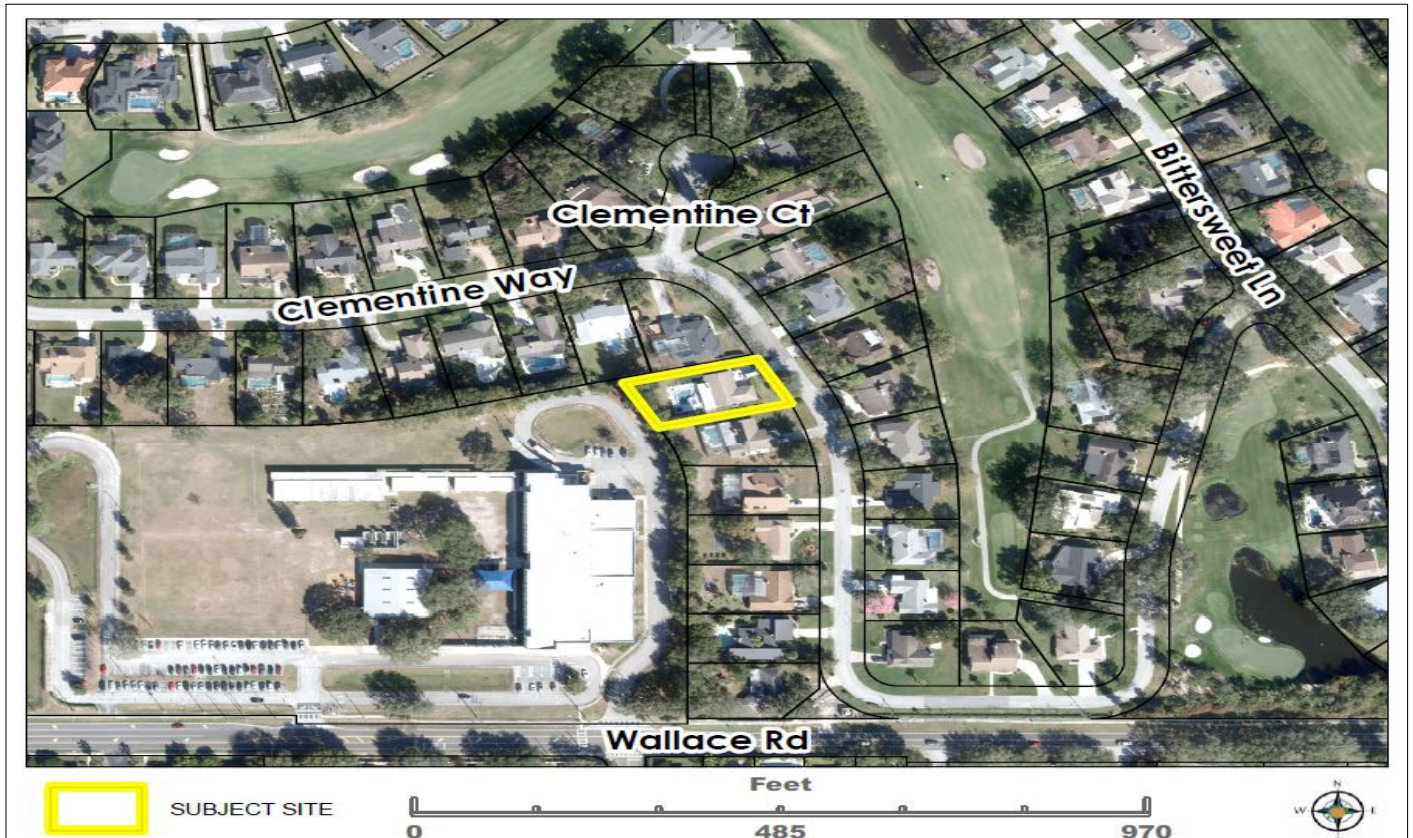 Clementine Ct
Bittersweet Ln
Clementine Way
Wallace Rd
SUBJECT SITE
Feet
0 485 970
N
W E